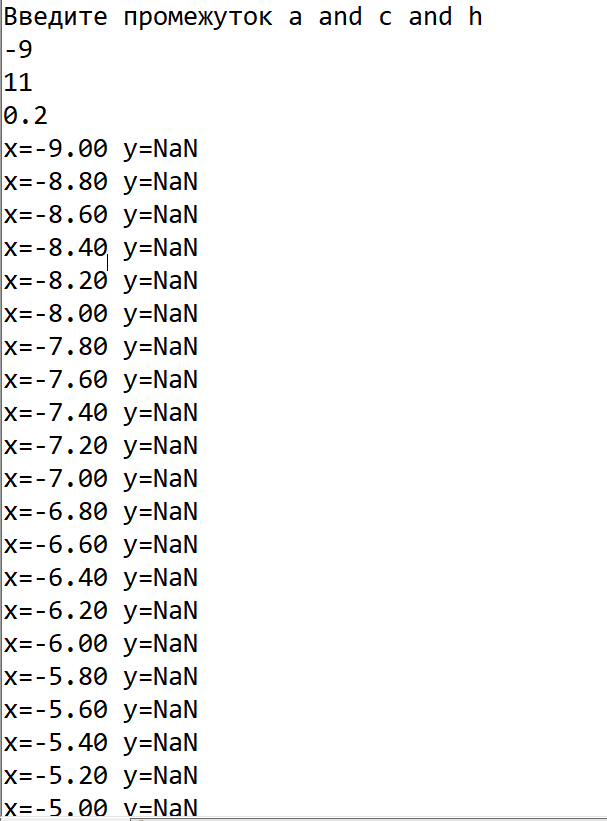 Введите промежуток a and c and h
-9
11
0.2
x=-9.00 y=NaN
x=-8.80 y=NaN
x=-8.60 y=NaN
x=-8.40 y=NaN
x=-8.20 y=NaN
x=-8.00 y=NaN
x=-7.80 y=NaN
x=-7.60 y=NaN
x=-7.40 y=NaN
x=-7.20 y=NaN
x=-7.00 y=NaN
x=-6.80 y=NaN
x=-6.60 y=NaN
x=-6.40 y=NaN
x=-6.20 y=NaN
x=-6.00 y=NaN
x=-5.80 y=NaN
x=-5.60 y=NaN
x=-5.40 y=NaN
x=-5.20 y=NaN
x=-5.00 y=NaN